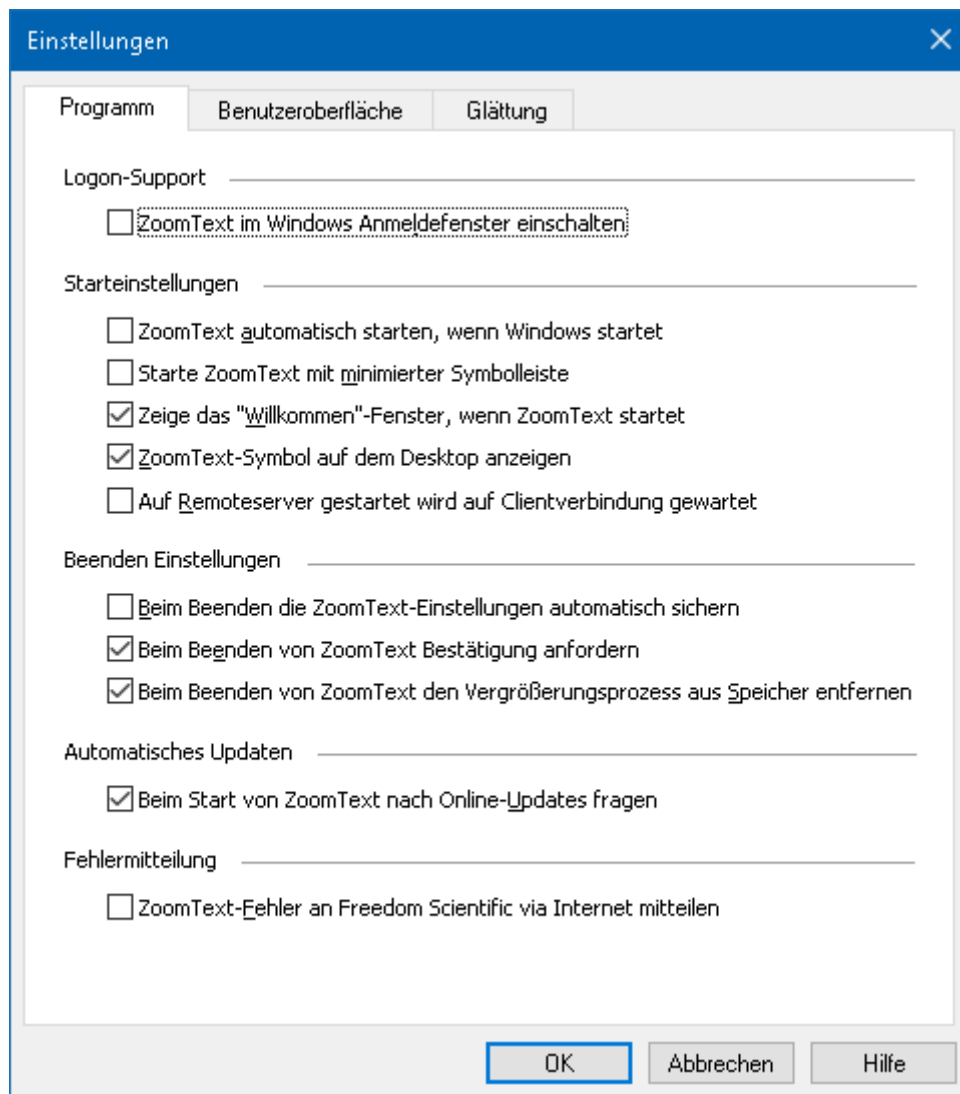 Einstellungen
Programm
Benutzeroberfläche
Glättung
Logon-Support
ZoomText im Windows Anmeldefenster einschalten
Starteinstellungen
ZoomText automatisch starten, wenn Windows startet
Starte ZoomText mit minimierter Symbolleiste
Zeige das "Willkommen"-Fenster, wenn ZoomText startet
ZoomText-Symbol auf dem Desktop anzeigen
Auf Remoteserver gestartet wird auf Clientverbindung gewartet
Beenden Einstellungen
Beim Beenden die ZoomText-Einstellungen automatisch sichern
Beim Beenden von ZoomText Bestätigung anfordern
Beim Beenden von ZoomText den Vergrößerungsprozess aus Speicher entfernen
Automatisches Updaten
Beim Start von ZoomText nach Online-Updates fragen
Fehlermitteilung
ZoomText-Fehler an Freedom Scientific via Internet mitteilen
OK
Abbrechen
Hilfe